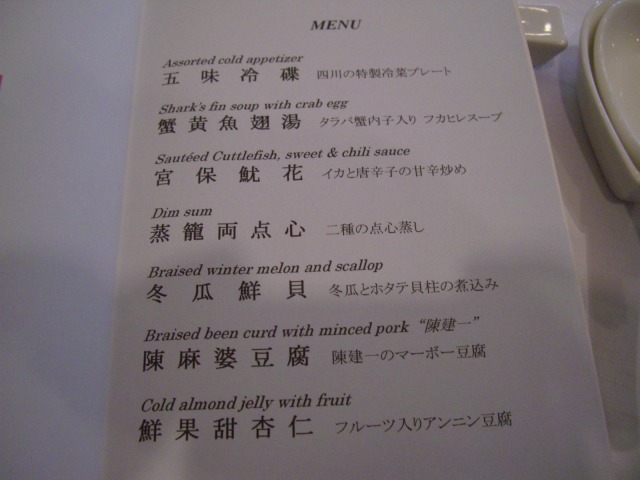 MENU
Assorted cold appetizer
五味冷碟 四川の特製冷菜プレート
Shark's fin soup with crab egg
蟹黄魚翅湯 タラバ蟹内子入り フカヒレスープ
Sautéed Cuttlefish, sweet & chili sauce
宮保魷花 イカと唐辛子の甘辛炒め
Dim sum
蒸籠両点心 二種の点心蒸し
Braised winter melon and scallop
冬瓜鮮貝 冬瓜とホタテ貝柱の煮込み
Braised been curd with minced pork “陳建一”
陳麻婆豆腐 陳建一のマーボー豆腐
Cold almond jelly with fruit
鮮果甜杏仁 フルーツ入りアンニン豆腐